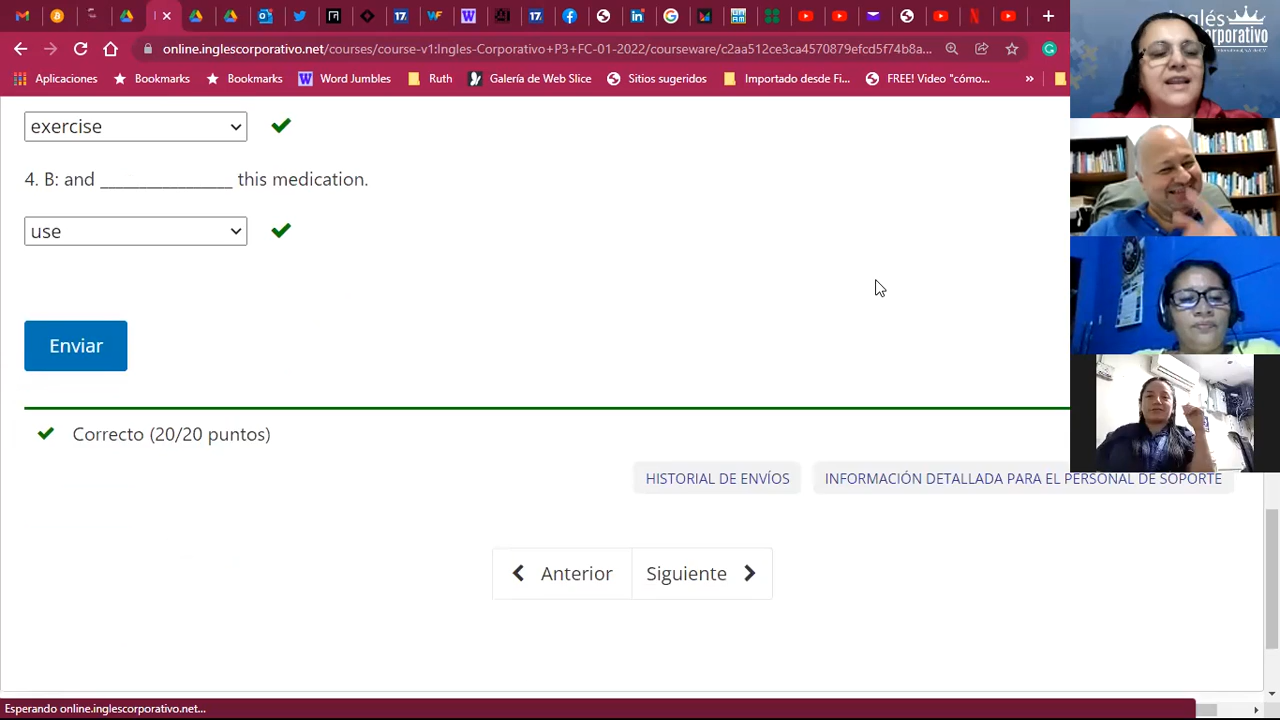 online.inglescorporativo.net/courses/course-v1:Ingles-Corporativo+P3+FC-01-2022/courseware/c2aa512ce3ca4570879efcd5f74b8a...
Aplicaciones Bookmarks Bookmarks Word Jumbles Ruth Galería de Web Slice Sitios sugeridos Importado desde Fi... FREE! Video "cómo... »
inglés
corporativo
exercise
4. B: and ________________ this medication.
use
Enviar
Correcto (20/20 puntos)
HISTORIAL DE ENVÍOS INFORMACIÓN DETALLADA PARA EL PERSONAL DE SOPORTE
Anterior Siguiente
Esperando online.inglescorporativo.net...